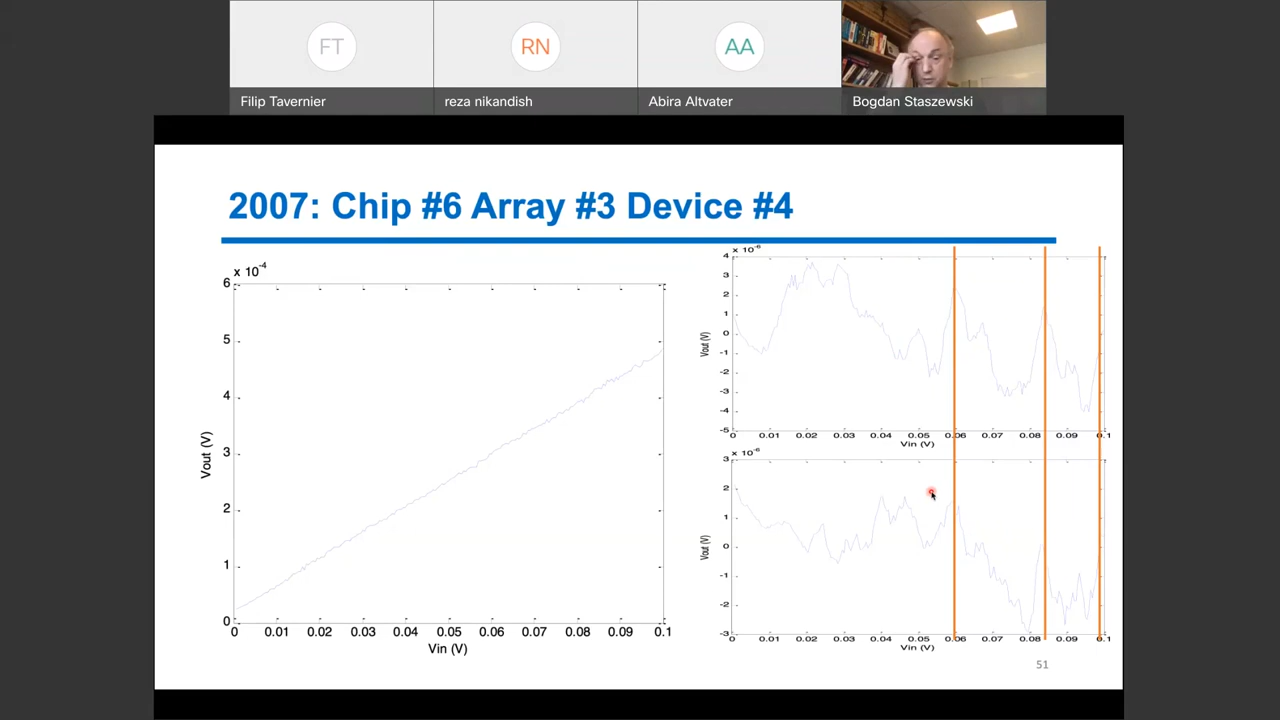 FT
RN
AA
Filip Tavernier
reza nikandish
Abira Altvater
Bogdan Staszewski
2007: Chip #6 Array #3 Device #4
x 10-4
6
5
4
3
2
1
0
Vout (V)
0 0.01 0.02 0.03 0.04 0.05 0.06 0.07 0.08 0.09 0.1
Vin (V)
x 10-6
4
3
2
1
0
-1
-2
-3
-4
-5
Vout (V)
0 0.01 0.02 0.03 0.04 0.05 0.06 0.07 0.08 0.09 0.1
Vin (V)
x 10-6
3
2
1
0
-1
-2
-3
Vout (V)
0 0.01 0.02 0.03 0.04 0.05 0.06 0.07 0.08 0.09 0.1
Vin (V)
51